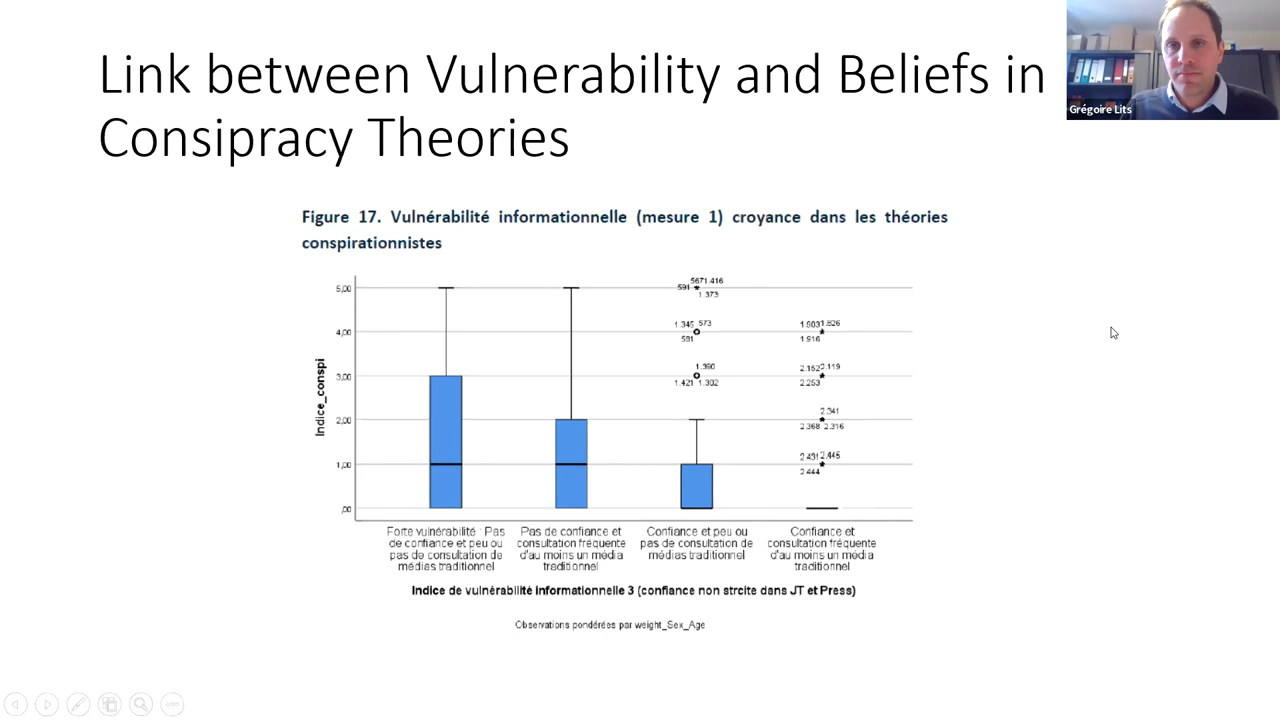 Link between Vulnerability and Beliefs in
Consipracy Theories
Grégoire Lits
Figure 17. Vulnérabilité informationnelle (mesure 1) croyance dans les théories
conspirationnistes
Indice_conspi
5,00
4,00
3,00
2,00
1,00
,00
591 5671.416
1.373
1.345 573
581
1.390
1.421 1.302
1.9031.826
1.916
2.1522.119
2.253
2.341
2.368 2.316
2.4312.445
2.444
Forte vulnérabilité : Pas
de confiance et peu ou
pas de consultation de
médias traditionnel
Pas de confiance et
consultation fréquente
d'au moins un média
traditionnel
Confiance et peu ou
pas de consultation de
médias traditionnel
Confiance et
consultation fréquente
d'au moins un média
traditionnel
Indice de vulnérabilité informationnelle 3 (confiance non strcite dans JT et Press)
Observations pondérées par weight_Sex_Age